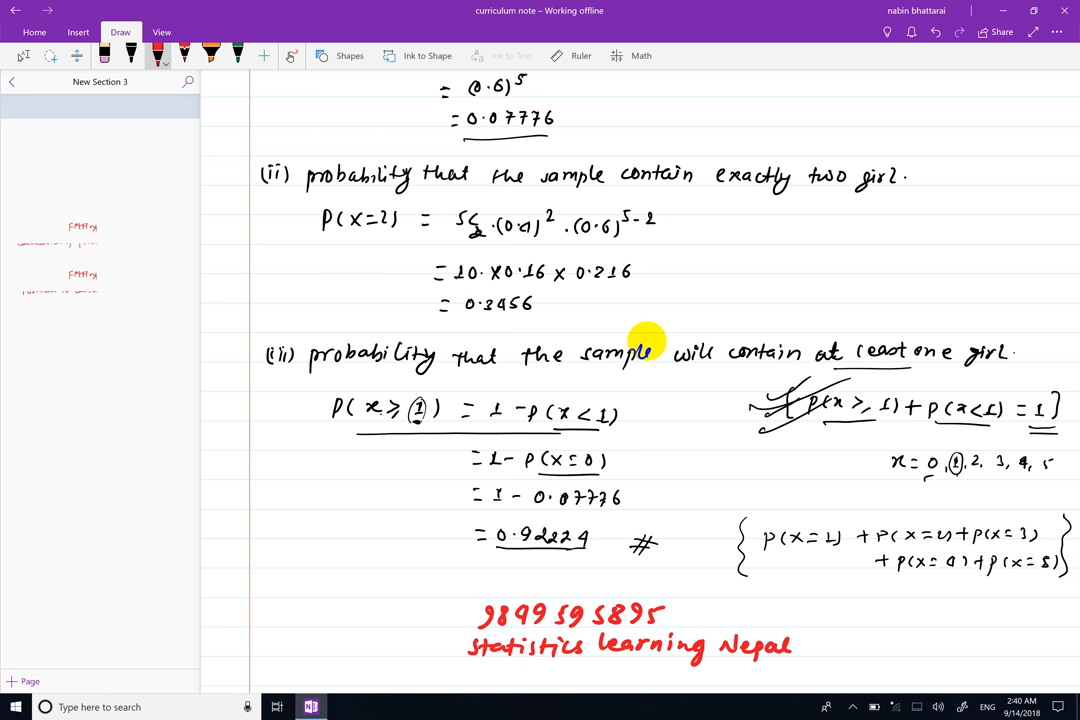 curriculum note – Working offline
nabin bhattarai
Home Insert Draw View
Share
Shapes Ink to Shape Ink to Text Ruler Math
New Section 3
= (0.6)^5
= 0.07776
(ii) probability that the sample contain exactly two girl.
P(x=2) = 5C2 .(0.4)^2 .(0.6)^5-2
= 10.x0.16 x 0.216
= 0.3456
(iii) probability that the sample will contain at least one girl.
P(x ≥ 1) = 1 - P(x < 1) [P(x ≥ 1) + P(x < 1) = 1]
= 1 - P(x = 0) x = 0, 1, 2, 3, 4, 5
= 1 - 0.07776
= 0.92224 # { P(x=1) + P(x=2) + P(x=3)
+ P(x=4) + P(x=5) }
9849595895
statistics learning Nepal
Fitting
Fitting
+ Page
Type here to search
ENG
2:40 AM
9/14/2018